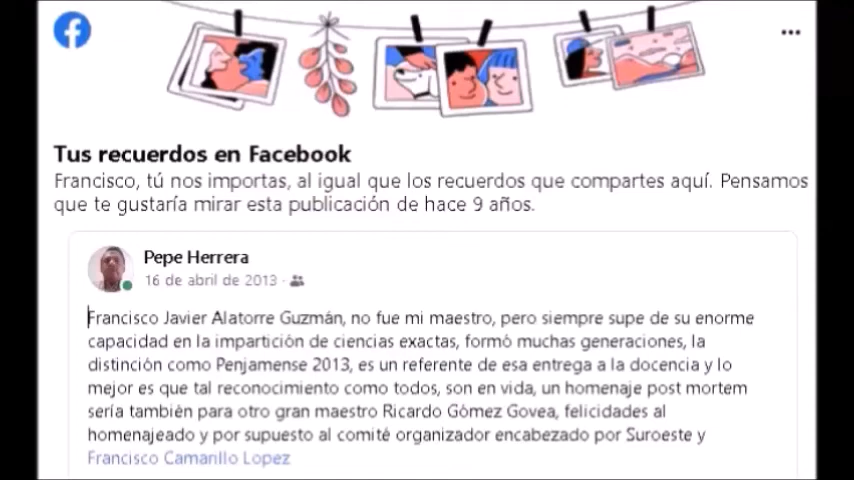 Tus recuerdos en Facebook
Francisco, tú nos importas, al igual que los recuerdos que compartes aquí. Pensamos
que te gustaría mirar esta publicación de hace 9 años.
Pepe Herrera
16 de abril de 2013 ·
Francisco Javier Alatorre Guzmán, no fue mi maestro, pero siempre supe de su enorme
capacidad en la impartición de ciencias exactas, formó muchas generaciones, la
distinción como Penjamense 2013, es un referente de esa entrega a la docencia y lo
mejor es que tal reconocimiento como todos, son en vida, un homenaje post mortem
sería tambièn para otro gran maestro Ricardo Gómez Govea, felicidades al
homenajeado y por supuesto al comité organizador encabezado por Suroeste y
Francisco Camarillo Lopez